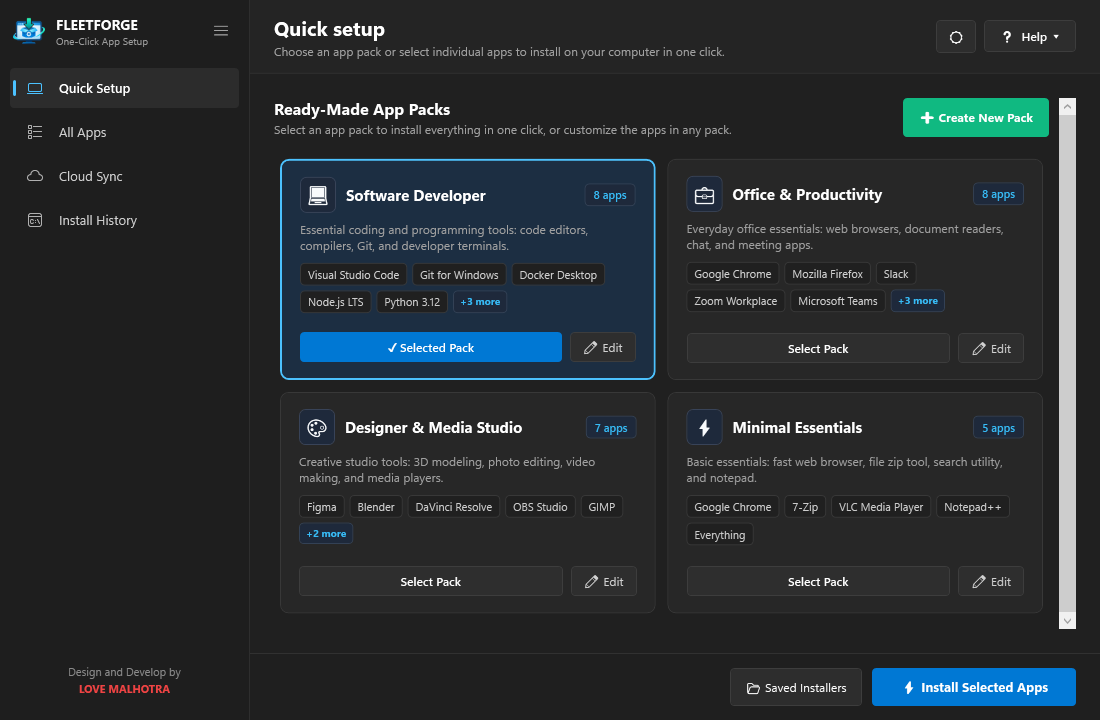 FLEETFORGE
One-Click App Setup
Quick Setup
All Apps
Cloud Sync
Install History
Design and Develop by
LOVE MALHOTRA
Quick setup
Choose an app pack or select individual apps to install on your computer in one click.
? Help
Ready-Made App Packs
Select an app pack to install everything in one click, or customize the apps in any pack.
Create New Pack
Software Developer
8 apps
Essential coding and programming tools: code editors,
compilers, Git, and developer terminals.
Visual Studio Code Git for Windows Docker Desktop
Node.js LTS Python 3.12 +3 more
✓ Selected Pack Edit
Office & Productivity
8 apps
Everyday office essentials: web browsers, document readers,
chat, and meeting apps.
Google Chrome Mozilla Firefox Slack
Zoom Workplace Microsoft Teams +3 more
Select Pack Edit
Designer & Media Studio
7 apps
Creative studio tools: 3D modeling, photo editing, video
making, and media players.
Figma Blender DaVinci Resolve OBS Studio GIMP
+2 more
Select Pack Edit
Minimal Essentials
5 apps
Basic essentials: fast web browser, file zip tool, search utility,
and notepad.
Google Chrome 7-Zip VLC Media Player Notepad++
Everything
Select Pack Edit
Saved Installers
Install Selected Apps